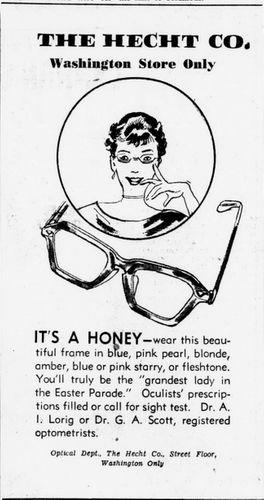 THE HECHT CO.
Washington Store Only
IT'S A HONEY—wear this beau-
tiful frame in blue, pink pearl, blonde,
amber, blue or pink starry, or fleshtone.
You'll truly be the "grandest lady in
the Easter Parade." Oculists' prescrip-
tions filled or call for sight test. Dr. A.
I. Lorig or Dr. G. A. Scott, registered
optometrists.
Optical Dept., The Hecht Co., Street Floor,
Washington Only